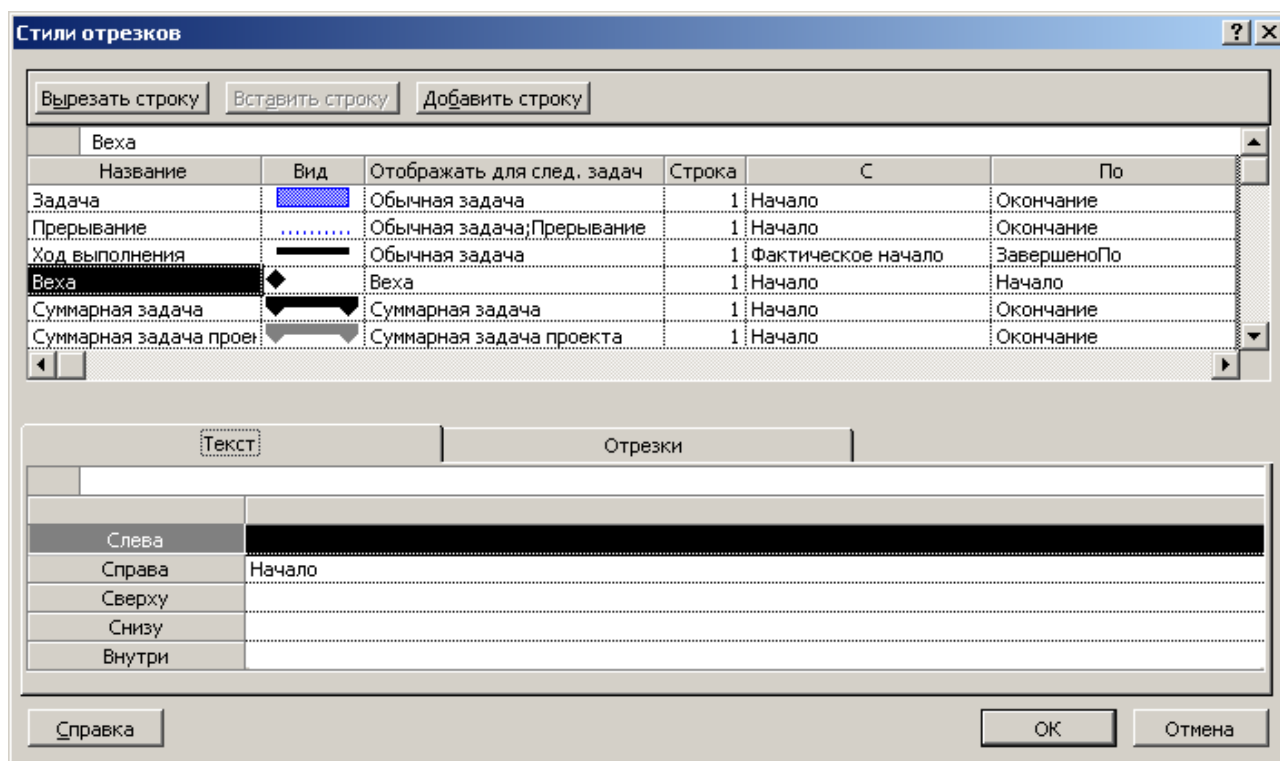 Стили отрезков
Вырезать строку Вставить строку Добавить строку
Веха
Название Вид Отображать для след. задач Строка С По
Задача Обычная задача 1 Начало Окончание
Прерывание Обычная задача;Прерывание 1 Начало Окончание
Ход выполнения Обычная задача 1 Фактическое начало ЗавершеноПо
Веха Веха 1 Начало Начало
Суммарная задача Суммарная задача 1 Начало Окончание
Суммарная задача проек Суммарная задача проекта 1 Начало Окончание
Текст Отрезки
Слева
Справа Начало
Сверху
Снизу
Внутри
Справка ОК Отмена